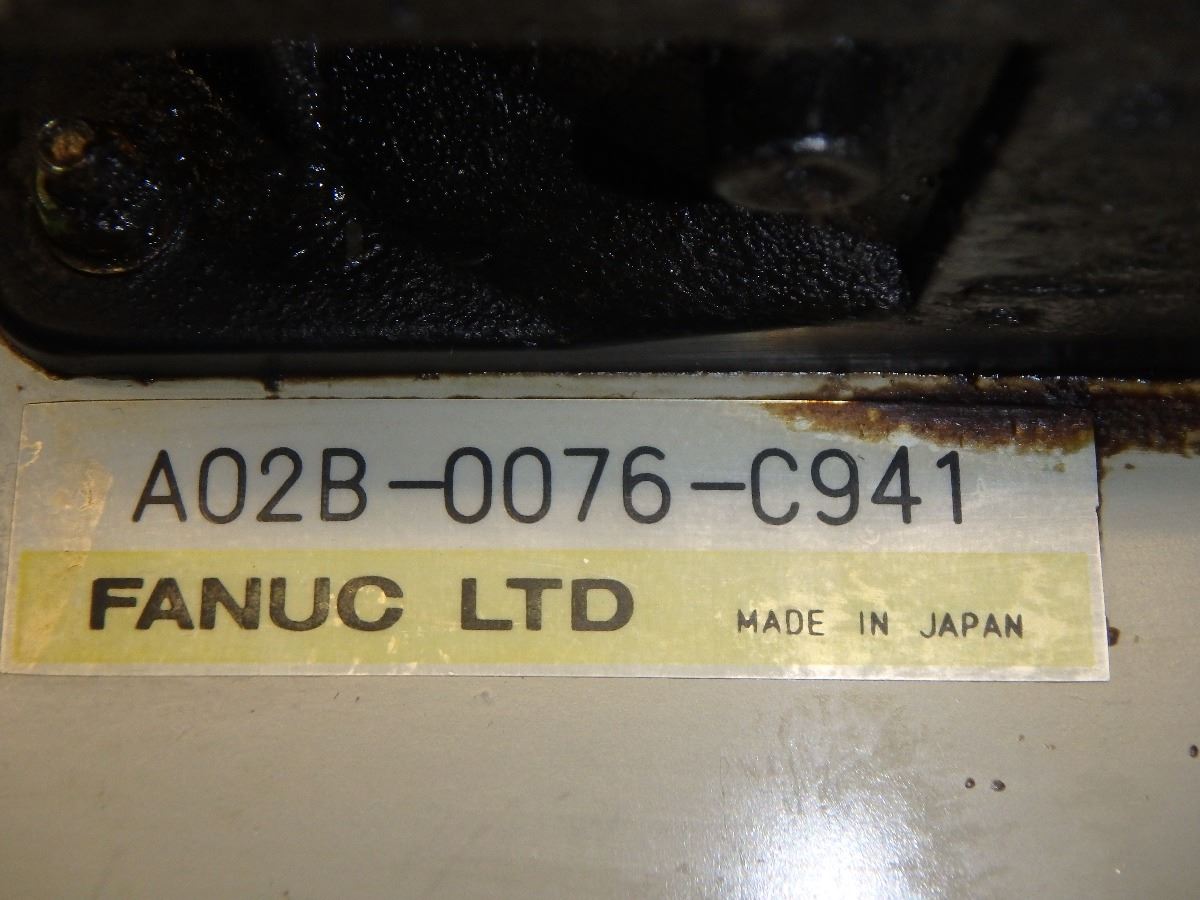 A02B-0076-C941
FANUC LTD MADE IN JAPAN